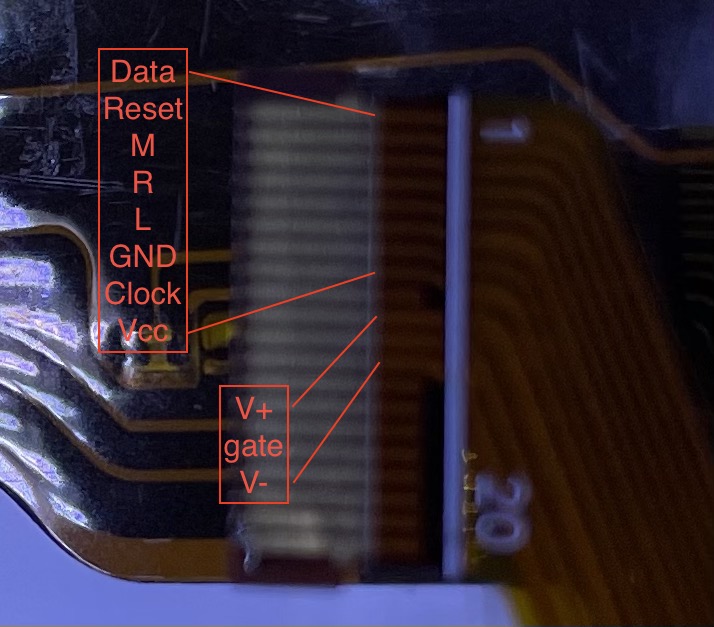 Data
Reset
M
R
L
GND
Clock
Vcc
V+
gate
V-
1
20